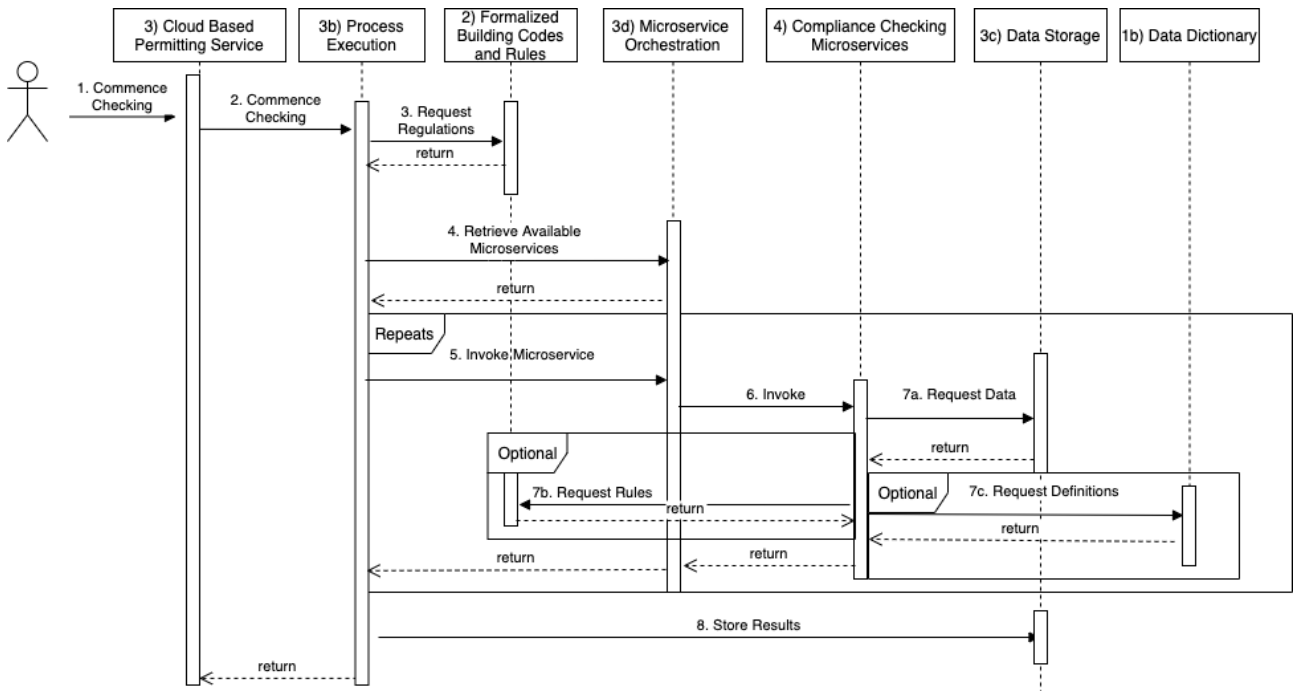 3) Cloud Based
Permitting Service
3b) Process
Execution
2) Formalized
Building Codes
and Rules
3d) Microservice
Orchestration
4) Compliance Checking
Microservices
3c) Data Storage
1b) Data Dictionary
1. Commence
Checking
2. Commence
Checking
3. Request
Regulations
return
4. Retrieve Available
Microservices
return
Repeats
5. Invoke Microservice
6. Invoke
7a. Request Data
return
Optional
7b. Request Rules
return
Optional
7c. Request Definitions
return
return
return
8. Store Results
return